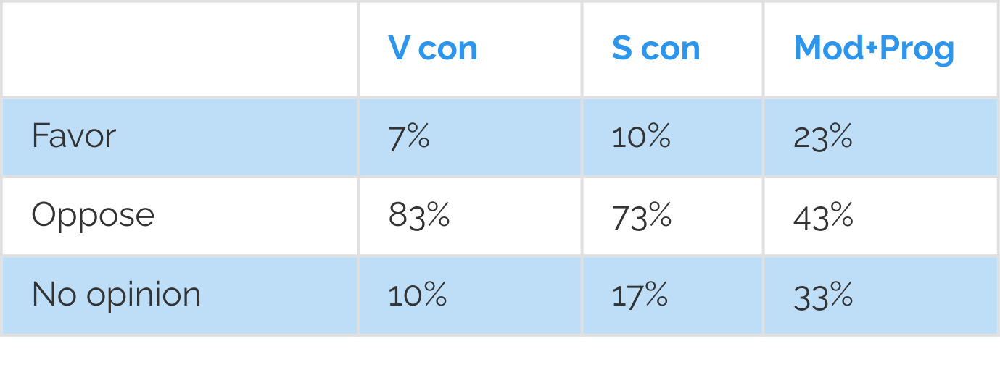 V con S con Mod+Prog
Favor 7% 10% 23%
Oppose 83% 73% 43%
No opinion 10% 17% 33%